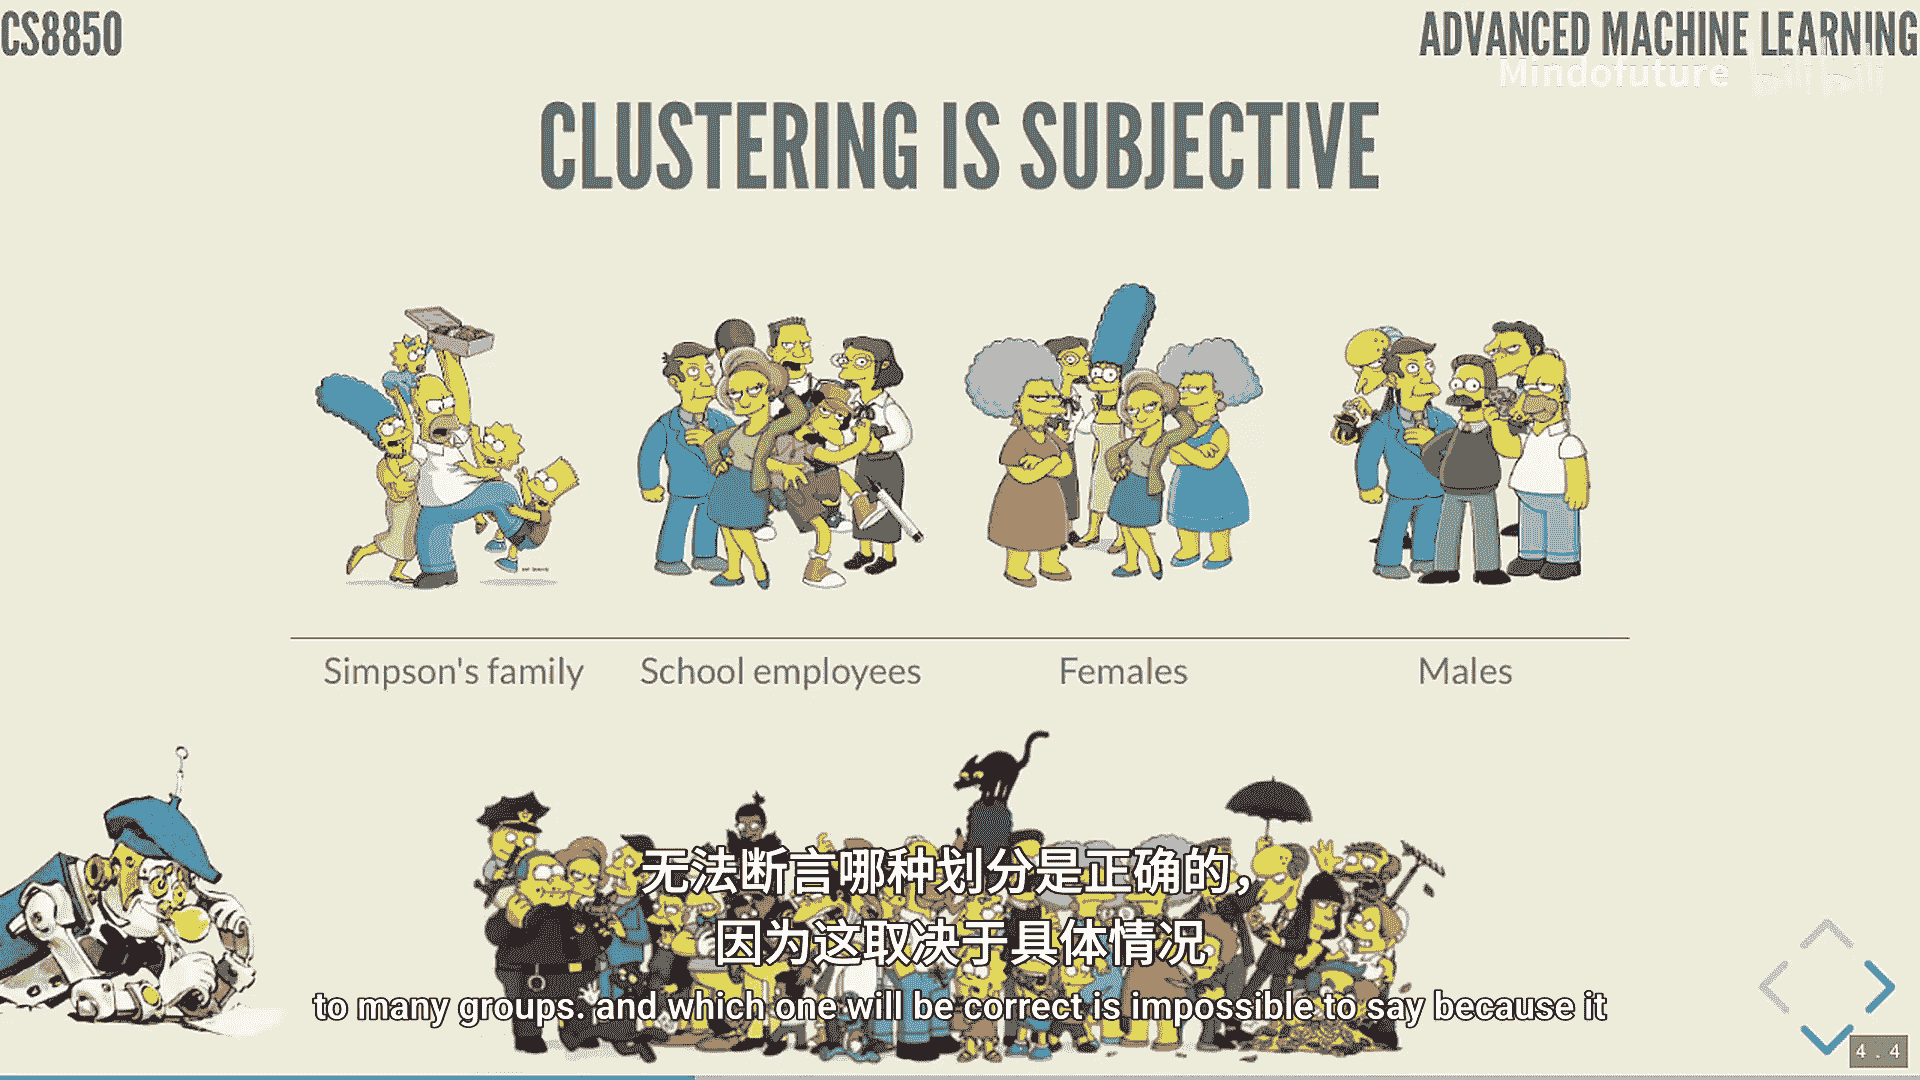 CS8850
ADVANCED MACHINE LEARNING
Mindofuture bilibili
CLUSTERING IS SUBJECTIVE
Simpson's family
School employees
Females
Males
无法断言哪种划分是正确的，
因为这取决于具体情况
to many groups. and which one will be correct is impossible to say because it
4 . 4